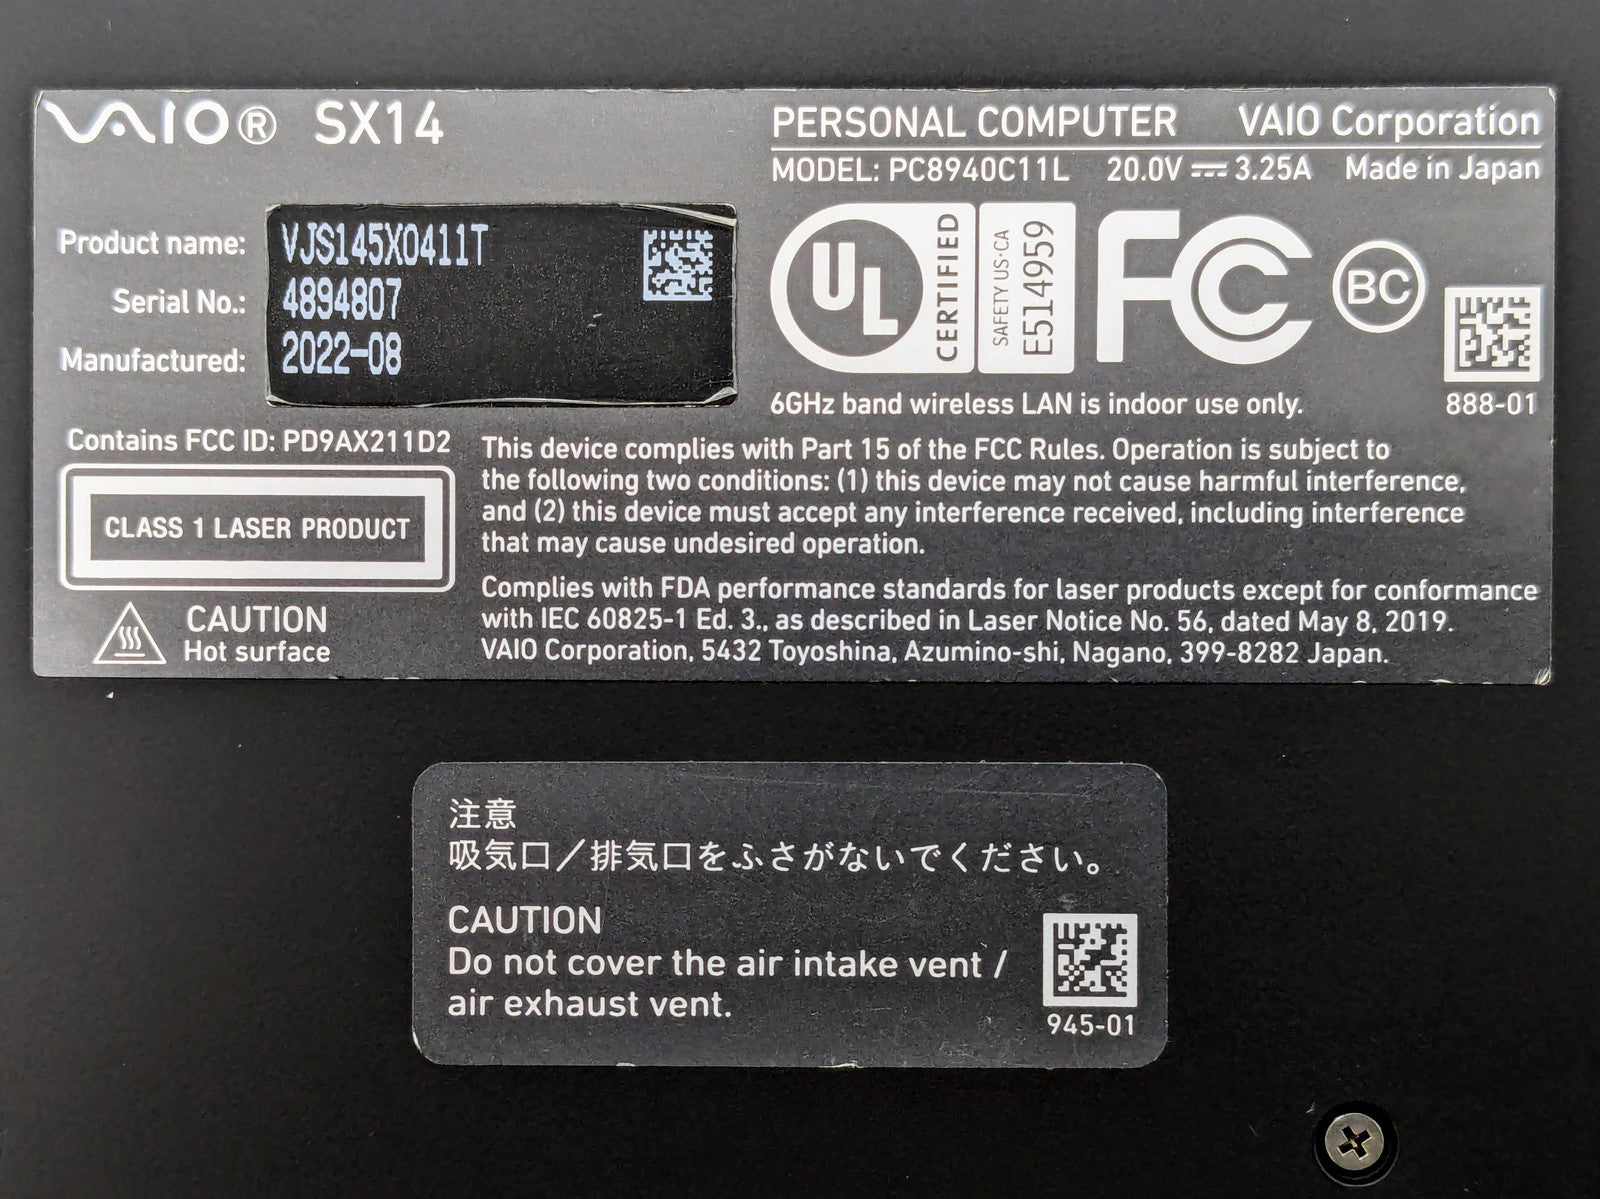 VAIO® SX14
PERSONAL COMPUTER VAIO Corporation
MODEL: PC8940C11L 20.0V ⎓ 3.25A Made in Japan
Product name: VJS145X0411T
Serial No.: 4894807
Manufactured: 2022-08
UL CERTIFIED
SAFETY US·CA
E514959
FC
BC
888-01
6GHz band wireless LAN is indoor use only.
Contains FCC ID: PD9AX211D2
CLASS 1 LASER PRODUCT
CAUTION
Hot surface
This device complies with Part 15 of the FCC Rules. Operation is subject to
the following two conditions: (1) this device may not cause harmful interference,
and (2) this device must accept any interference received, including interference
that may cause undesired operation.
Complies with FDA performance standards for laser products except for conformance
with IEC 60825-1 Ed. 3., as described in Laser Notice No. 56, dated May 8, 2019.
VAIO Corporation, 5432 Toyoshina, Azumino-shi, Nagano, 399-8282 Japan.
注意
吸気口／排気口をふさがないでください。
CAUTION
Do not cover the air intake vent /
air exhaust vent.
945-01